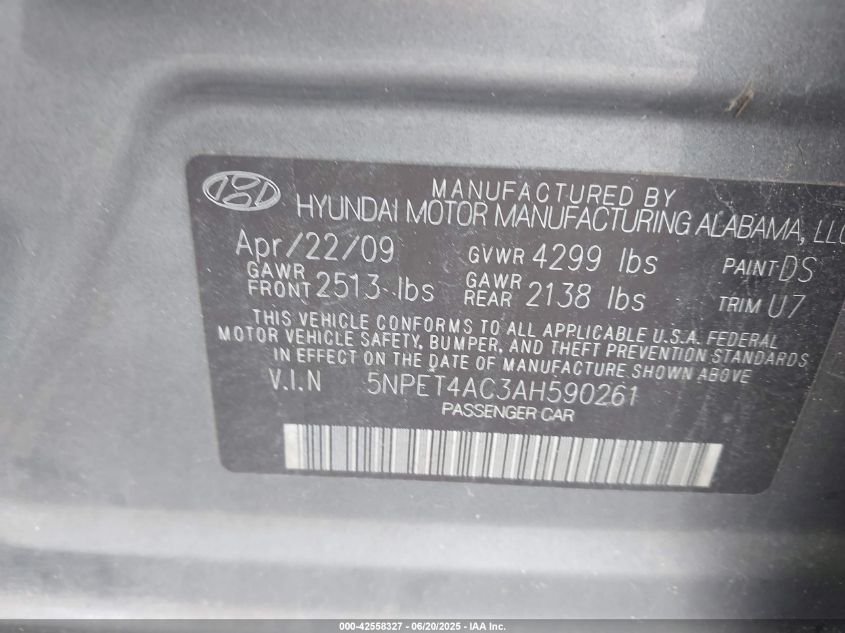 MANUFACTURED BY
HYUNDAI MOTOR MANUFACTURING ALABAMA, LLC
Apr/22/09 GVWR 4299 lbs PAINT DS
GAWR FRONT 2513 lbs GAWR REAR 2138 lbs TRIM U7
THIS VEHICLE CONFORMS TO ALL APPLICABLE U.S.A. FEDERAL
MOTOR VEHICLE SAFETY, BUMPER, AND THEFT PREVENTION STANDARDS
IN EFFECT ON THE DATE OF MANUFACTURE SHOWN ABOVE
V.I.N 5NPET4AC3AH590261
PASSENGER CAR
000-42558327 - 06/20/2025 - IAA Inc.